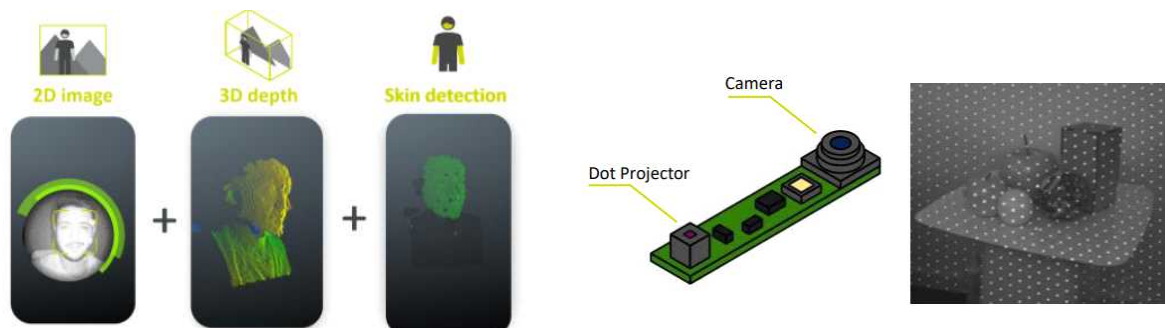 2D image
3D depth
Skin detection
+
+
Camera
Dot Projector